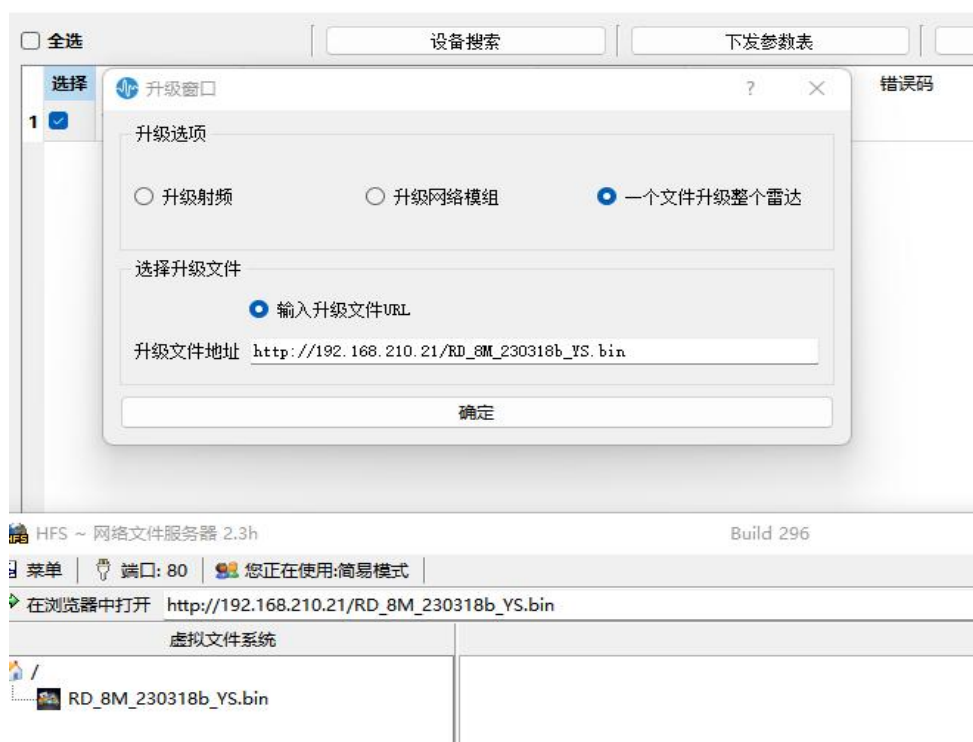 全选 设备搜索 下发参数表
选择 升级窗口 ? 错误码
1
升级选项
升级射频 升级网络模组 一个文件升级整个雷达
选择升级文件
输入升级文件URL
升级文件地址 http://192.168.210.21/RD_8M_230318b_YS.bin
确定
HFS ~ 网络文件服务器 2.3h Build 296
菜单 端口: 80 您正在使用:简易模式
在浏览器中打开 http://192.168.210.21/RD_8M_230318b_YS.bin
虚拟文件系统
/
RD_8M_230318b_YS.bin